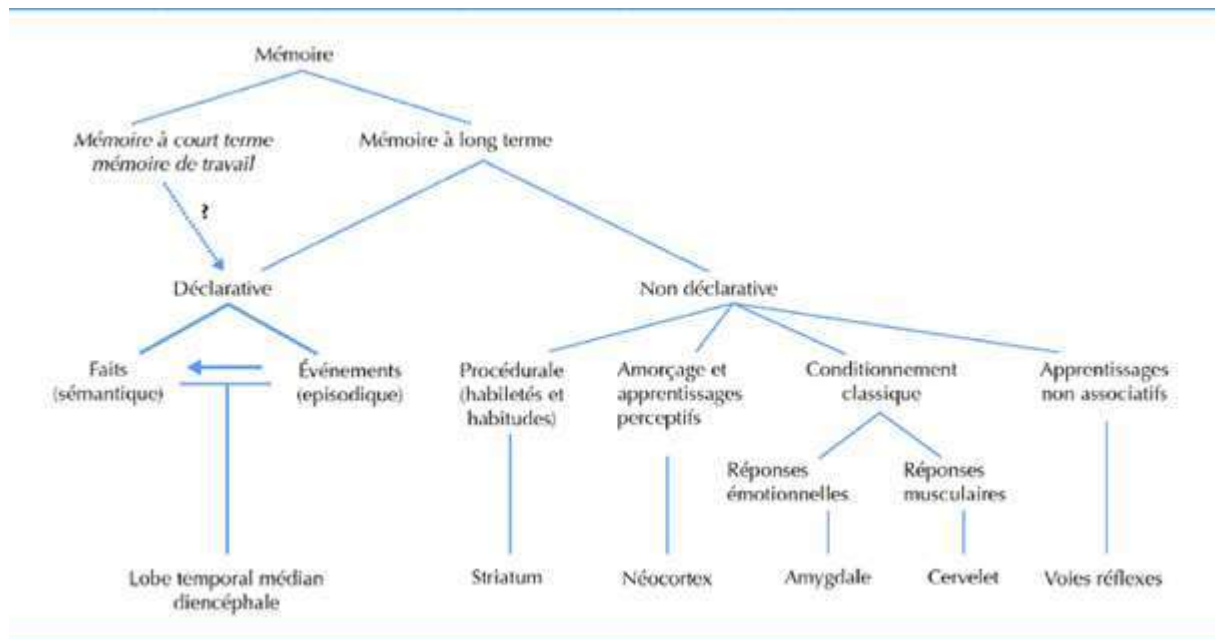 Mémoire
Mémoire à court terme
mémoire de travail
Mémoire à long terme
?
Déclarative
Non déclarative
Faits
(sémantique)
Événements
(episodique)
Procédurale
(habiletés et
habitudes)
Amorçage et
apprentissages
perceptifs
Conditionnement
classique
Apprentissages
non associatifs
Réponses
émotionnelles
Réponses
musculaires
Lobe temporal médian
diencéphale
Striatum
Néocortex
Amygdale
Cervelet
Voies réflexes